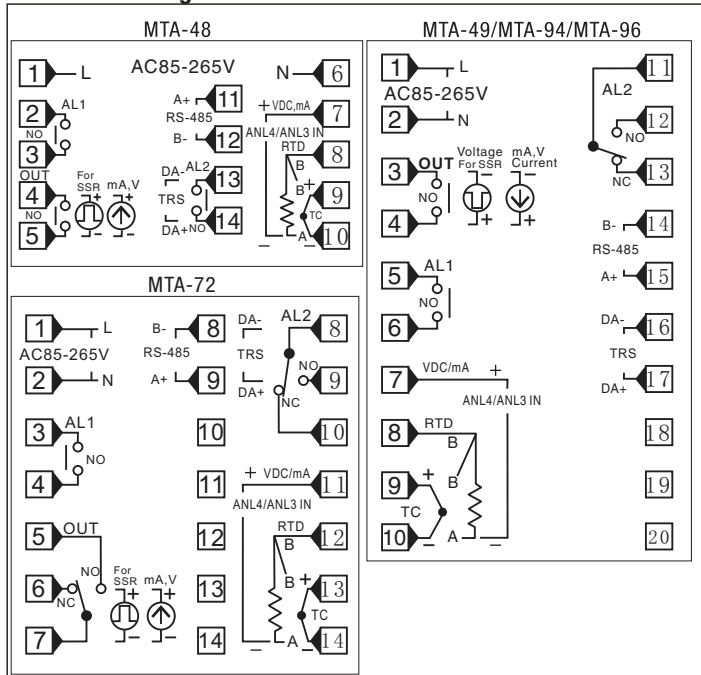 MTA-48
1 L AC85-265V N 6
2 AL1 A+ 11 + VDC,mA 7
NO RS-485 ANL4/ANL3 IN
3 B- 12 RTD 8
OUT For SSR mA,V DA- AL2 13 B
4 + + TRS B + 9
NO TC
5 - - DA+ NO 14 - A - 10
MTA-72
1 L B- 8 DA- AL2 8
AC85-265V RS-485 TRS NO
2 N A+ 9 DA+ 9
NC
3 AL1 10 10
NO
4 11 + VDC/mA 11
ANL4/ANL3 IN
5 OUT 12 RTD 12
B
6 NO For SSR mA,V 13 B + 13
NC + + TC
7 - - 14 - A - 14
MTA-49/MTA-94/MTA-96
1 L 11
AC85-265V AL2
2 N 12
NO
3 OUT Voltage For SSR mA,V Current 13
NO - - NC
4 + + B- 14
RS-485
5 AL1 A+ 15
NO
6 DA- 16
TRS
7 VDC/mA + DA+ 17
ANL4/ANL3 IN
8 RTD B 18
9 + B 19
TC
10 - A - 20